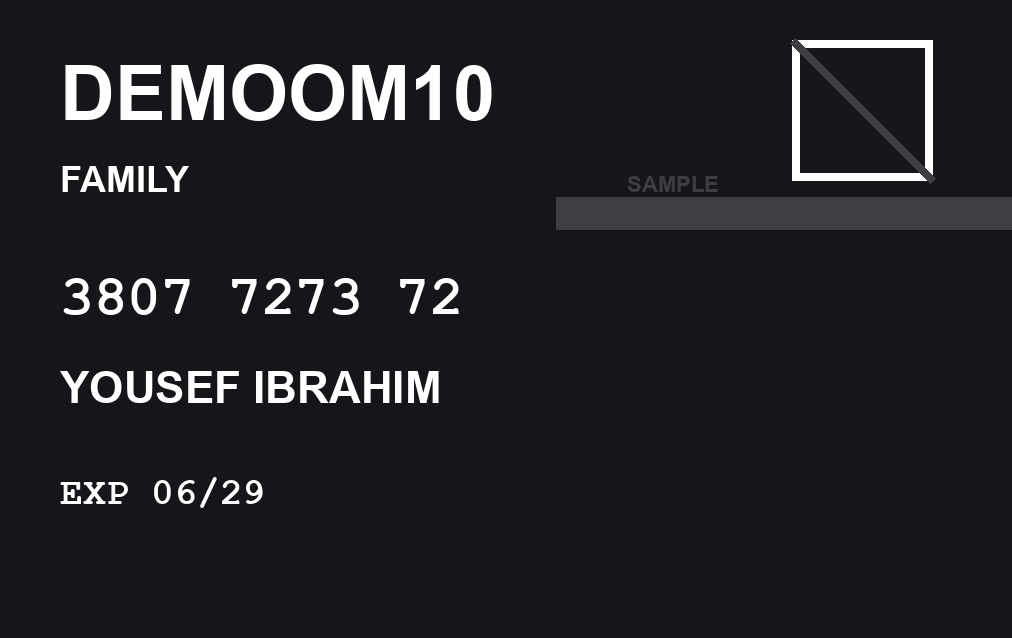 DEMOOM10
FAMILY
SAMPLE
3807 7273 72
YOUSEF IBRAHIM
EXP 06/29